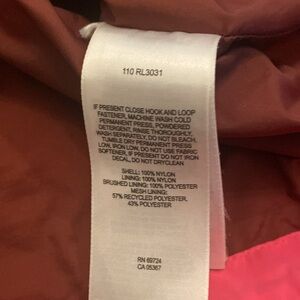 110 RL3031
IF PRESENT CLOSE HOOK AND LOOP
FASTENER, MACHINE WASH COLD
PERMANENT PRESS, POWDERED
DETERGENT, RINSE THOROUGHLY,
WASH SEPARATELY, DO NOT BLEACH,
TUMBLE DRY PERMANENT PRESS
LOW, IRON LOW, DO NOT USE FABRIC
SOFTENER, IF PRESENT DO NOT IRON
DECAL, DO NOT DRYCLEAN
SHELL: 100% NYLON
LINING: 100% NYLON
BRUSHED LINING: 100% POLYESTER
MESH LINING:
57% RECYCLED POLYESTER,
43% POLYESTER
RN 69724
CA 05367